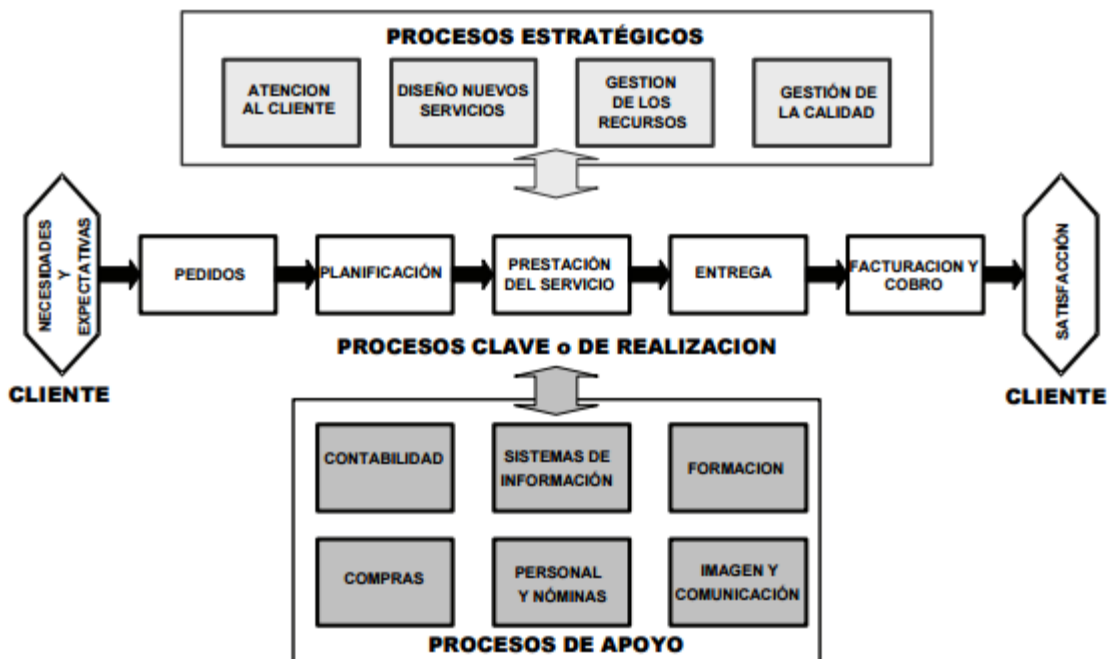 PROCESOS ESTRATÉGICOS
ATENCION
AL CLIENTE
DISEÑO NUEVOS
SERVICIOS
GESTION
DE LOS
RECURSOS
GESTIÓN DE
LA CALIDAD
NECESIDADES
Y
EXPECTATIVAS
CLIENTE
PEDIDOS
PLANIFICACIÓN
PRESTACIÓN
DEL SERVICIO
ENTREGA
FACTURACION Y
COBRO
SATISFACCIÓN
CLIENTE
PROCESOS CLAVE o DE REALIZACION
CONTABILIDAD
SISTEMAS DE
INFORMACIÓN
FORMACION
COMPRAS
PERSONAL
Y NÓMINAS
IMAGEN Y
COMUNICACIÓN
PROCESOS DE APOYO